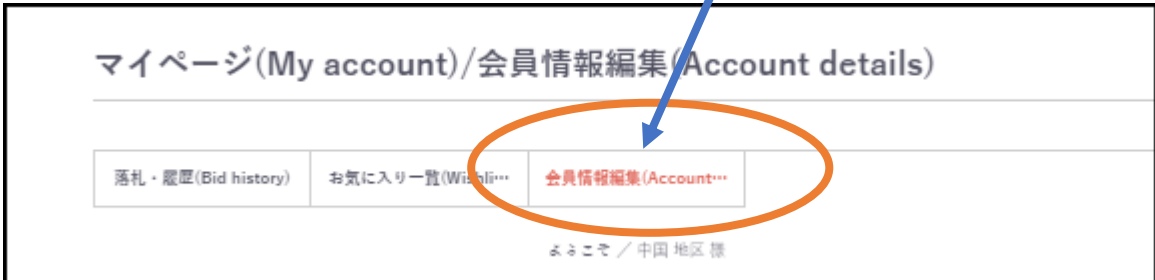 マイページ(My account)/会員情報編集(Account details)
落札・履歴(Bid history) お気に入り一覧(Wishli… 会員情報編集(Account…
ようこそ ／ 中国 地区 様